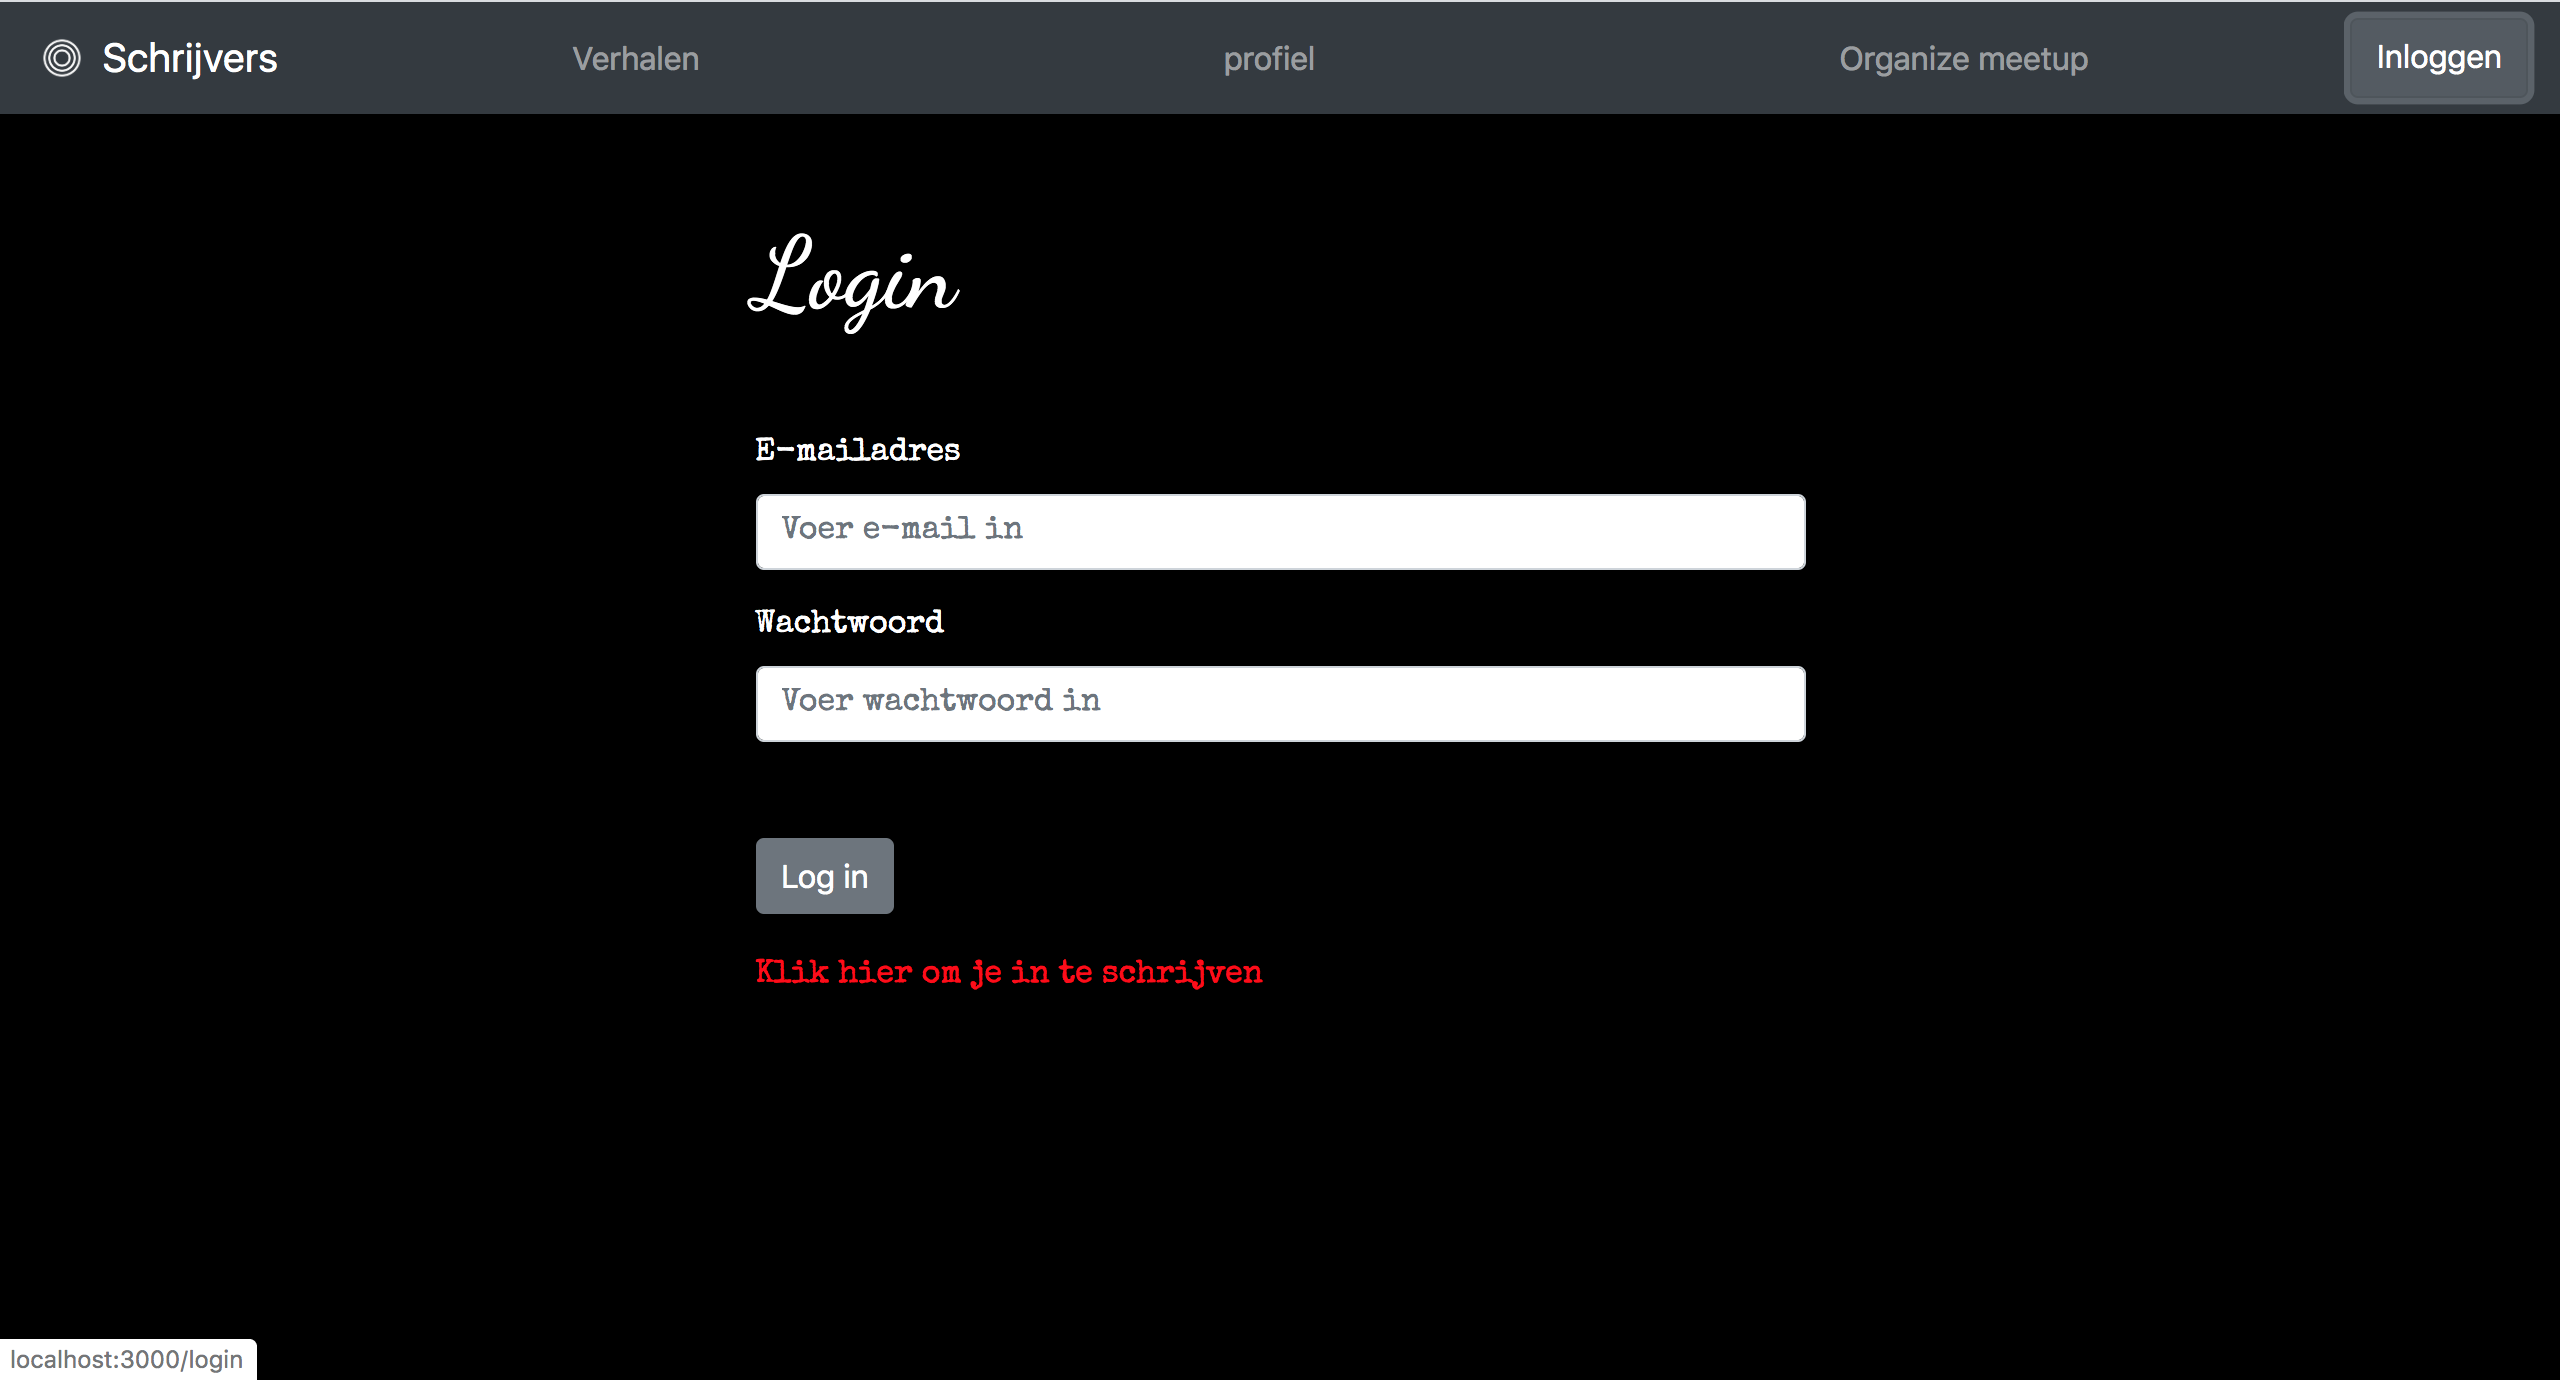 Schrijvers Verhalen profiel Organize meetup Inloggen
Login
E-mailadres
Voer e-mail in
Wachtwoord
Voer wachtwoord in
Log in
Klik hier om je in te schrijven
localhost:3000/login